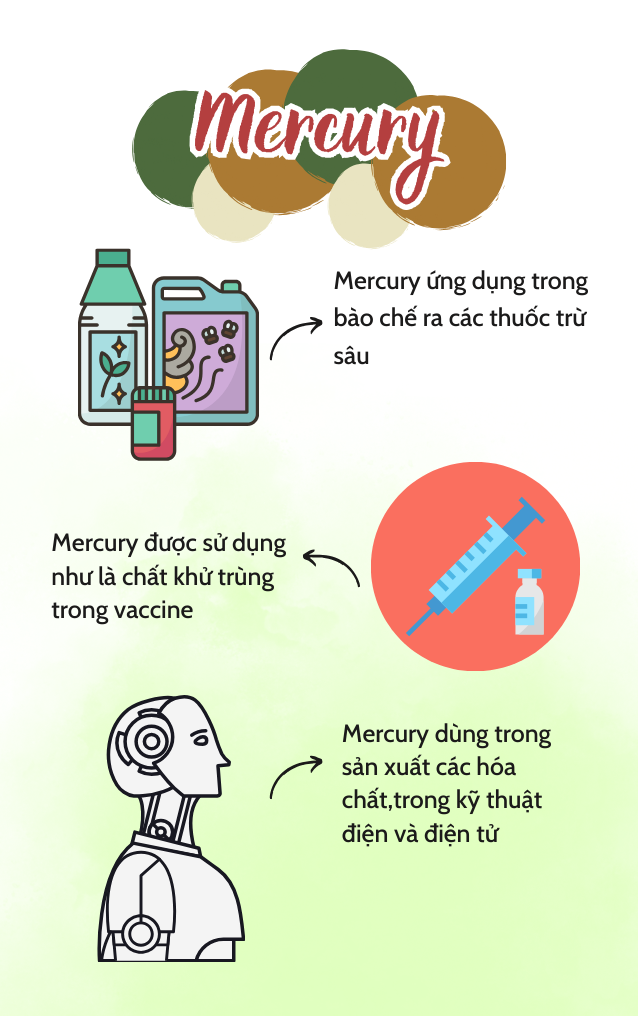 Mercury
Mercury ứng dụng trong
bào chế ra các thuốc trừ
sâu
Mercury được sử dụng
như là chất khử trùng
trong vaccine
Mercury dùng trong
sản xuất các hóa
chất,trong kỹ thuật
điện và điện tử